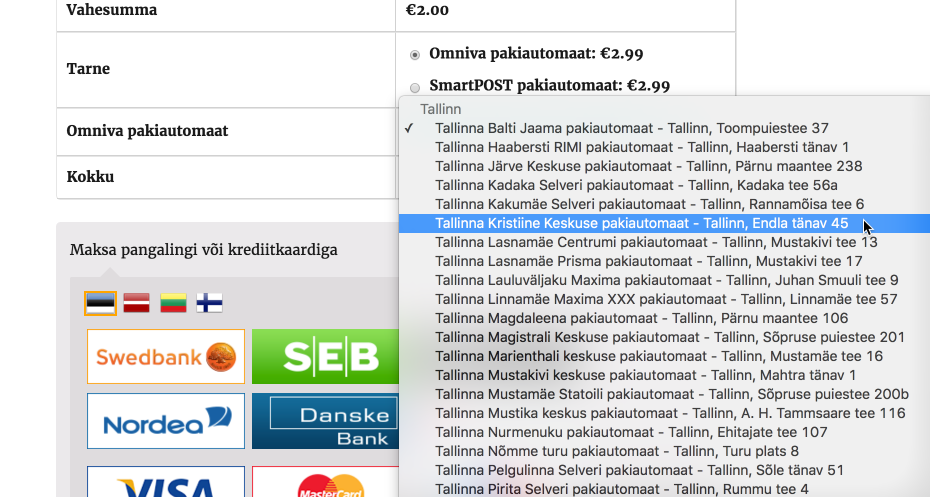 Vahesumma €2.00
Tarne
Omniva pakiautomaat: €2.99
SmartPOST pakiautomaat: €2.99
Omniva pakiautomaat
Kokku
Tallinn
✓ Tallinna Balti Jaama pakiautomaat - Tallinn, Toompuiestee 37
Tallinna Haabersti RIMI pakiautomaat - Tallinn, Haabersti tänav 1
Tallinna Järve Keskuse pakiautomaat - Tallinn, Pärnu maantee 238
Tallinna Kadaka Selveri pakiautomaat - Tallinn, Kadaka tee 56a
Tallinna Kakumäe Selveri pakiautomaat - Tallinn, Rannamõisa tee 6
Tallinna Kristiine Keskuse pakiautomaat - Tallinn, Endla tänav 45
Tallinna Lasnamäe Centrumi pakiautomaat - Tallinn, Mustakivi tee 13
Tallinna Lasnamäe Prisma pakiautomaat - Tallinn, Mustakivi tee 17
Tallinna Lauluväljaku Maxima pakiautomaat - Tallinn, Juhan Smuuli tee 9
Tallinna Linnamäe Maxima XXX pakiautomaat - Tallinn, Linnamäe tee 57
Tallinna Magdaleena pakiautomaat - Tallinn, Pärnu maantee 106
Tallinna Magistrali Keskuse pakiautomaat - Tallinn, Sõpruse puiestee 201
Tallinna Marienthali keskuse pakiautomaat - Tallinn, Mustamäe tee 16
Tallinna Mustakivi keskuse pakiautomaat - Tallinn, Mahtra tänav 1
Tallinna Mustamäe Statoili pakiautomaat - Tallinn, Sõpruse puiestee 200b
Tallinna Mustika keskus pakiautomaat - Tallinn, A. H. Tammsaare tee 116
Tallinna Nurmenuku pakiautomaat - Tallinn, Ehitajate tee 107
Tallinna Nõmme turu pakiautomaat - Tallinn, Turu plats 8
Tallinna Pelgulinna Selveri pakiautomaat - Tallinn, Sõle tänav 51
Tallinna Pirita Selveri pakiautomaat - Tallinn, Rummu tee 4
Maksa pangalingi või krediitkaardiga
Swedbank
SEB
Nordea
Danske
Bank
VISA
MasterCard